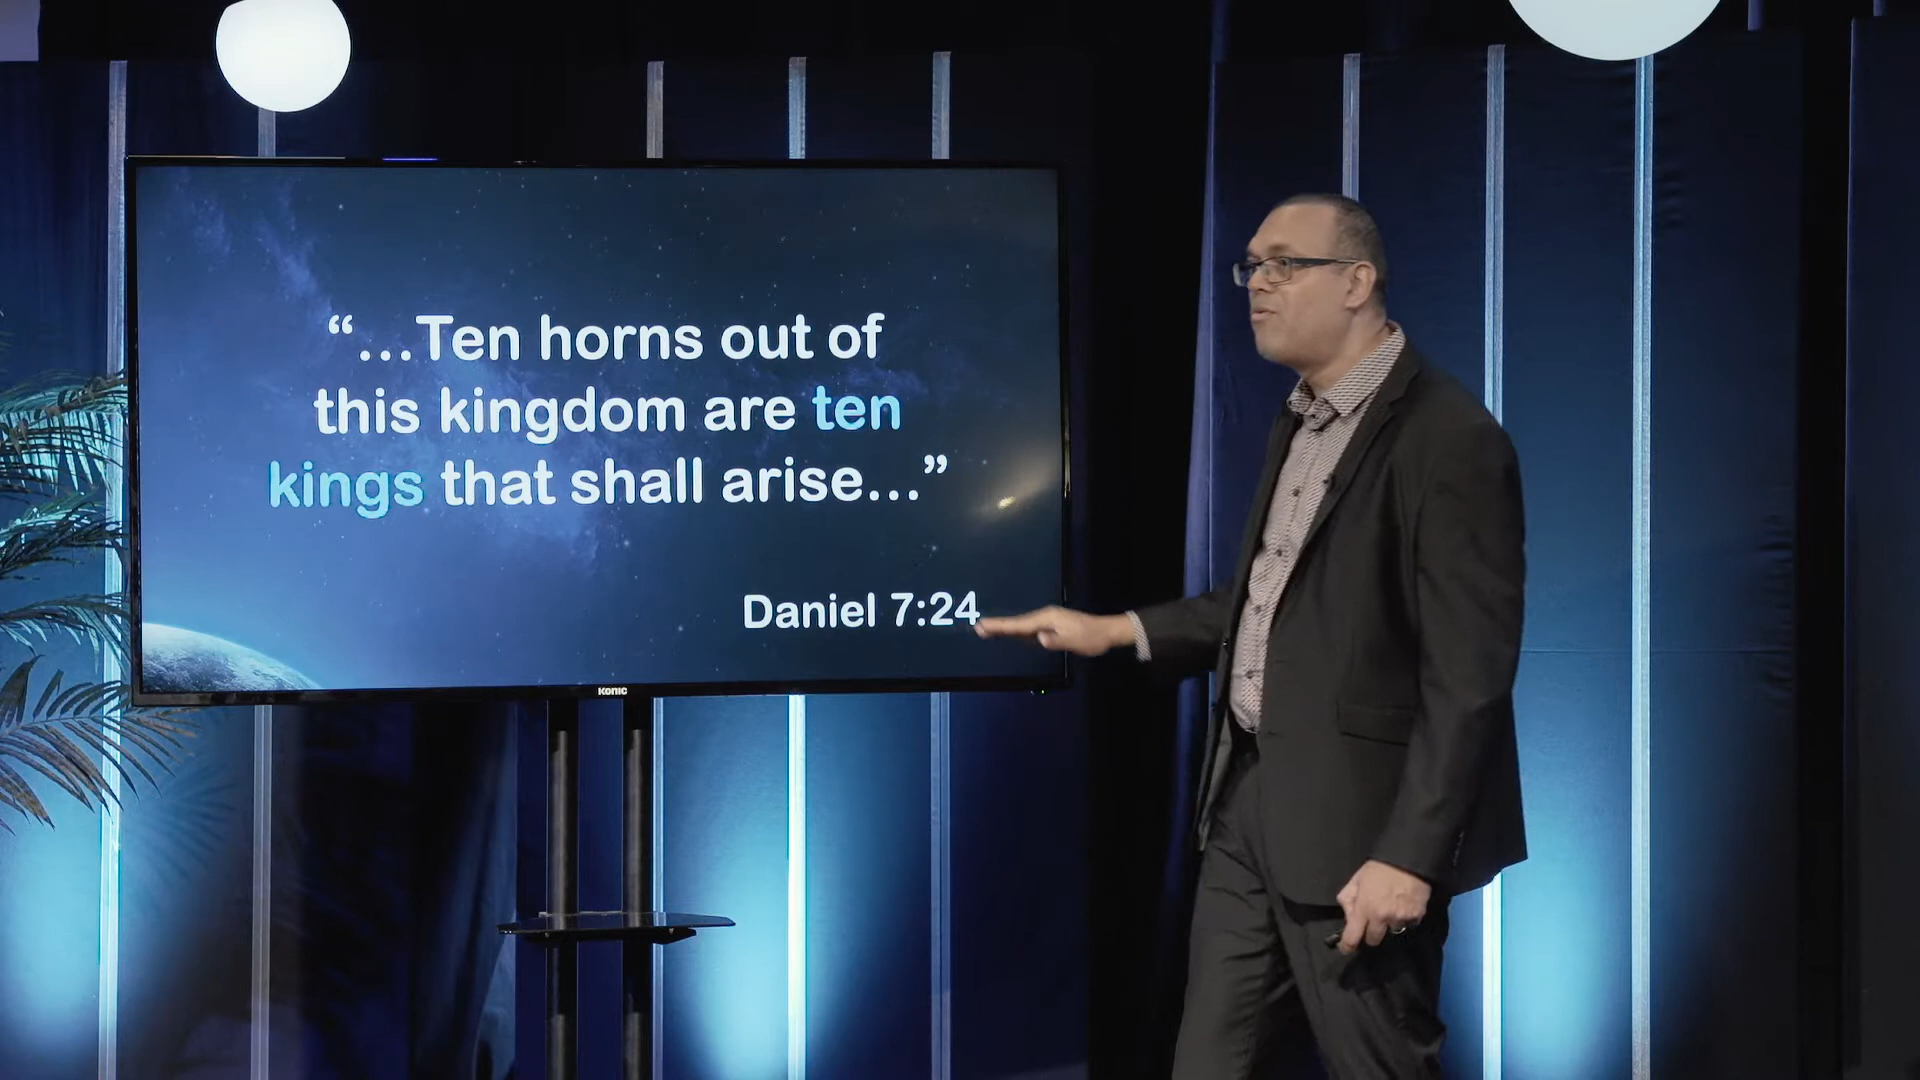 “...Ten horns out of
this kingdom are ten
kings that shall arise...”
Daniel 7:24
KONIC